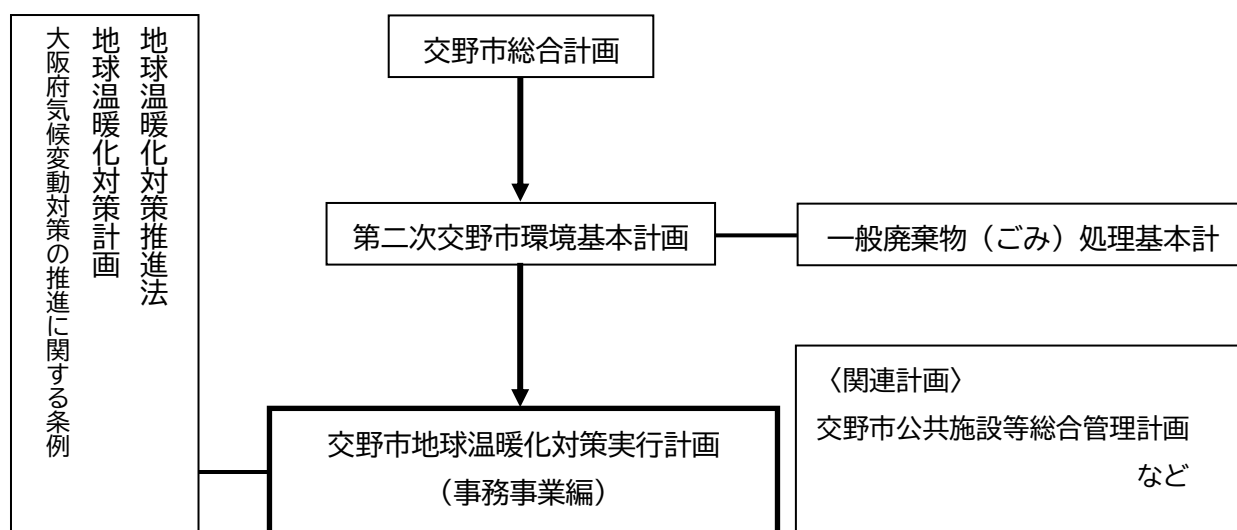 地球温暖化対策推進法
地球温暖化対策計画
大阪府気候変動対策の推進に関する条例
交野市総合計画
第二次交野市環境基本計画
一般廃棄物（ごみ）処理基本計
〈関連計画〉
交野市公共施設等総合管理計画
など
交野市地球温暖化対策実行計画
（事務事業編）